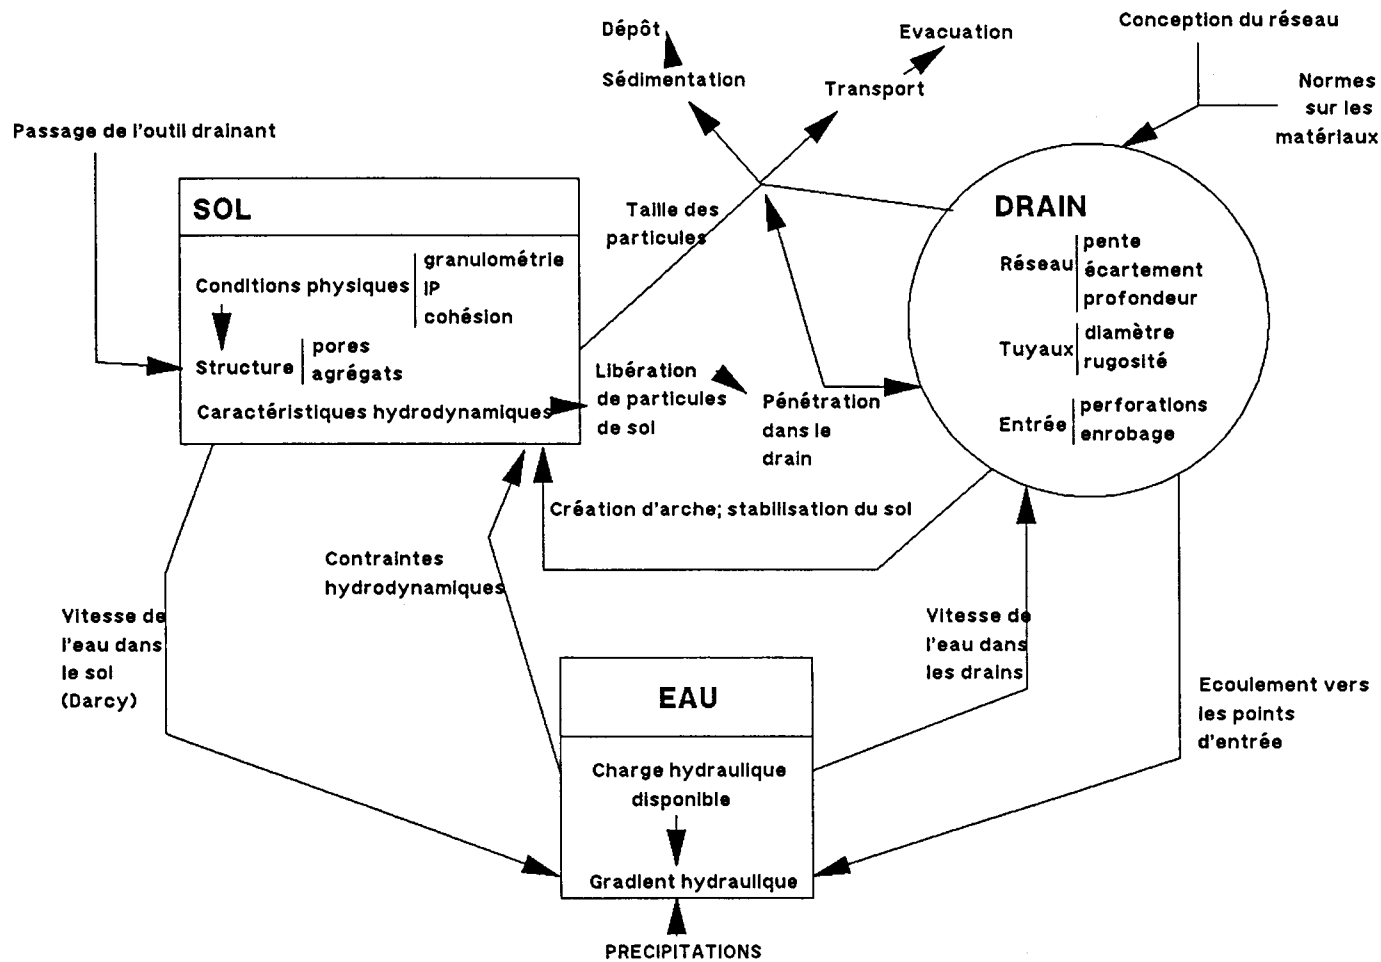 Dépôt
Evacuation
Conception du réseau
Sédimentation
Transport
Normes
sur les
matériaux
Passage de l'outil drainant
SOL
Conditions physiques
granulométrie
IP
cohésion
Structure
pores
agrégats
Caractéristiques hydrodynamiques
Taille des
particules
DRAIN
Réseau
pente
écartement
profondeur
Tuyaux
diamètre
rugosité
Entrée
perforations
enrobage
Libération
de particules
de sol
Pénétration
dans le
drain
Création d'arche; stabilisation du sol
Contraintes
hydrodynamiques
Vitesse de
l'eau dans
le sol
(Darcy)
Vitesse de
l'eau dans
les drains
Ecoulement vers
les points
d'entrée
EAU
Charge hydraulique
disponible
Gradient hydraulique
PRECIPITATIONS